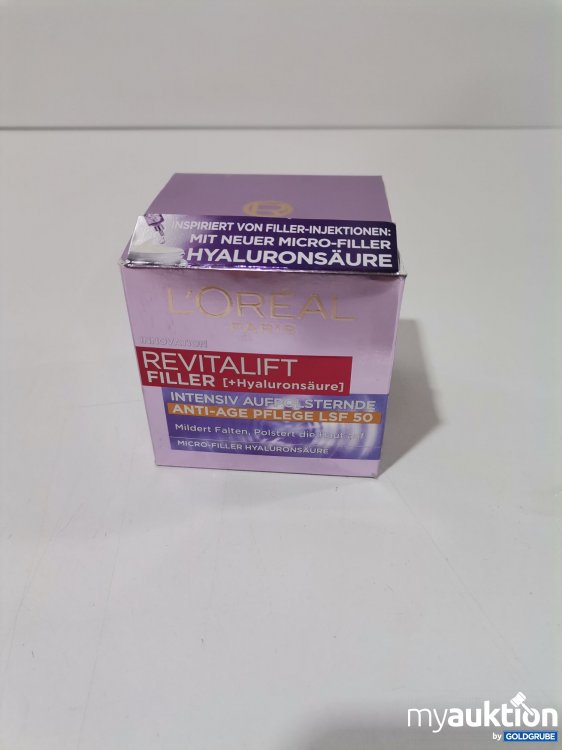 INSPIRIERT VON FILLER-INJEKTIONEN:
MIT NEUER MICRO-FILLER
HYALURONSÄURE
L'ORÉAL
PARIS
INNOVATION
REVITALIFT
FILLER [+Hyaluronsäure]
INTENSIV AUFPOLSTERNDE
ANTI-AGE PFLEGE LSF 50
Mildert Falten, Polstert die Haut auf
MICRO-FILLER HYALURONSÄURE
myauktion
by GOLDGRUBE